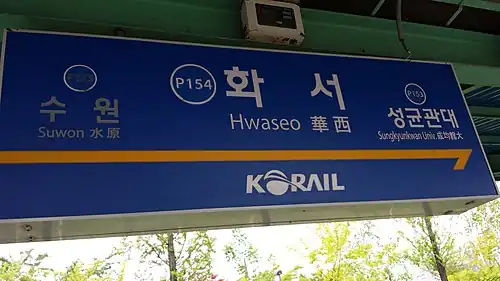 P155
수 원
Suwon 水原
P154
화 서
Hwaseo 華西
P153
성균관대
Sungkyunkwan Univ. 成均館大
KORAIL